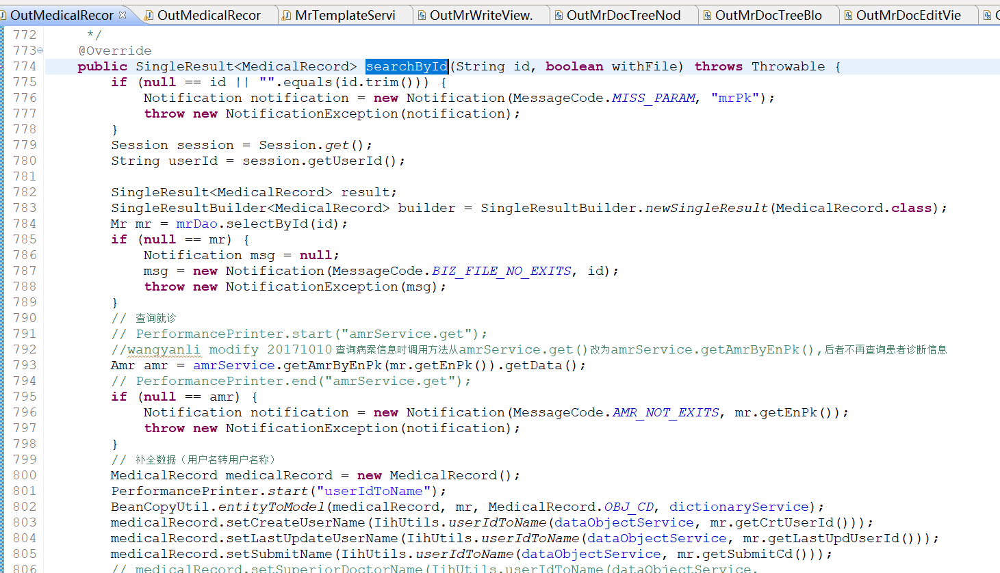 OutMedicalRecor OutMedicalRecor MrTemplateServi OutMrWriteView. OutMrDocTreeNod OutMrDocTreeBlo OutMrDocEditVie
772 */
773 @Override
774 public SingleResult<MedicalRecord> searchById(String id, boolean withFile) throws Throwable {
775 if (null == id || "".equals(id.trim())) {
776 Notification notification = new Notification(MessageCode.MISS_PARAM, "mrPk");
777 throw new NotificationException(notification);
778 }
779 Session session = Session.get();
780 String userId = session.getUserId();
781
782 SingleResult<MedicalRecord> result;
783 SingleResultBuilder<MedicalRecord> builder = SingleResultBuilder.newSingleResult(MedicalRecord.class);
784 Mr mr = mrDao.selectById(id);
785 if (null == mr) {
786 Notification msg = null;
787 msg = new Notification(MessageCode.BIZ_FILE_NO_EXITS, id);
788 throw new NotificationException(msg);
789 }
790 // 查询就诊
791 // PerformancePrinter.start("amrService.get");
792 //wangyanli modify 20171010 查询病案信息时调用方法从amrService.get()改为amrService.getAmrByEnPk(),后者不再查询患者诊断信息
793 Amr amr = amrService.getAmrByEnPk(mr.getEnPk()).getData();
794 // PerformancePrinter.end("amrService.get");
795 if (null == amr) {
796 Notification notification = new Notification(MessageCode.AMR_NOT_EXITS, mr.getEnPk());
797 throw new NotificationException(notification);
798 }
799 // 补全数据（用户名转用户名称）
800 MedicalRecord medicalRecord = new MedicalRecord();
801 PerformancePrinter.start("userIdToName");
802 BeanCopyUtil.entityToModel(medicalRecord, mr, MedicalRecord.OBJ_CD, dictionaryService);
803 medicalRecord.setCreateUserName(IihUtils.userIdToName(dataObjectService, mr.getCrtUserId()));
804 medicalRecord.setLastUpdateUserName(IihUtils.userIdToName(dataObjectService, mr.getLastUpdUserId()));
805 medicalRecord.setSubmitName(IihUtils.userIdToName(dataObjectService, mr.getSubmitCd()));
806 // medicalRecord.setSuperiorDoctorName(IihUtils.userIdToName(dataObjectService,